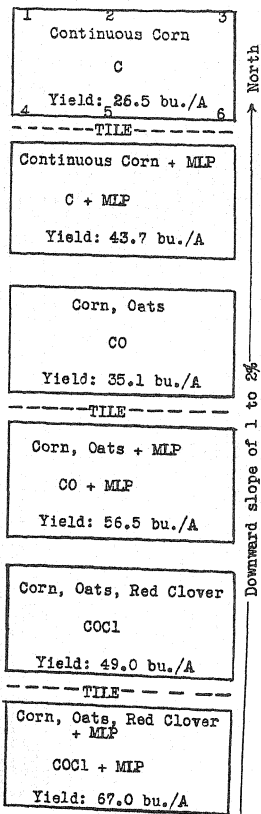 1 2 3
Continuous Corn
C
Yield: 26.5 bu./A
4 5 6
TILE
Continuous Corn + MLP
C + MLP
Yield: 43.7 bu./A
Corn, Oats
CO
Yield: 35.1 bu./A
TILE
Corn, Oats + MLP
CO + MLP
Yield: 56.5 bu./A
Corn, Oats, Red Clover
COCl
Yield: 49.0 bu./A
TILE
Corn, Oats, Red Clover
+ MLP
COCl + MLP
Yield: 67.0 bu./A
Downward slope of 1 to 2%
North